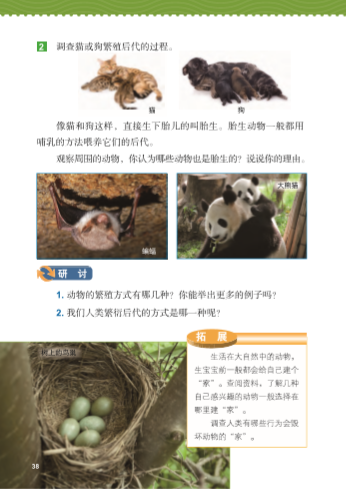 2 调查猫或狗繁殖后代的过程。
猫
狗
像猫和狗这样，直接生下胎儿的叫胎生。胎生动物一般都用
哺乳的方法喂养它们的后代。
观察周围的动物，你认为哪些动物也是胎生的？说说你的理由。
蝙蝠
大熊猫
研 讨
1. 动物的繁殖方式有哪几种？你能举出更多的例子吗？
2. 我们人类繁衍后代的方式是哪一种呢？
拓 展
生活在大自然中的动物，
生宝宝前一般都会给自己建个
“家”。查阅资料，了解几种
自己感兴趣的动物一般选择在
哪里建“家”。
调查人类有哪些行为会毁
坏动物的“家”。
38